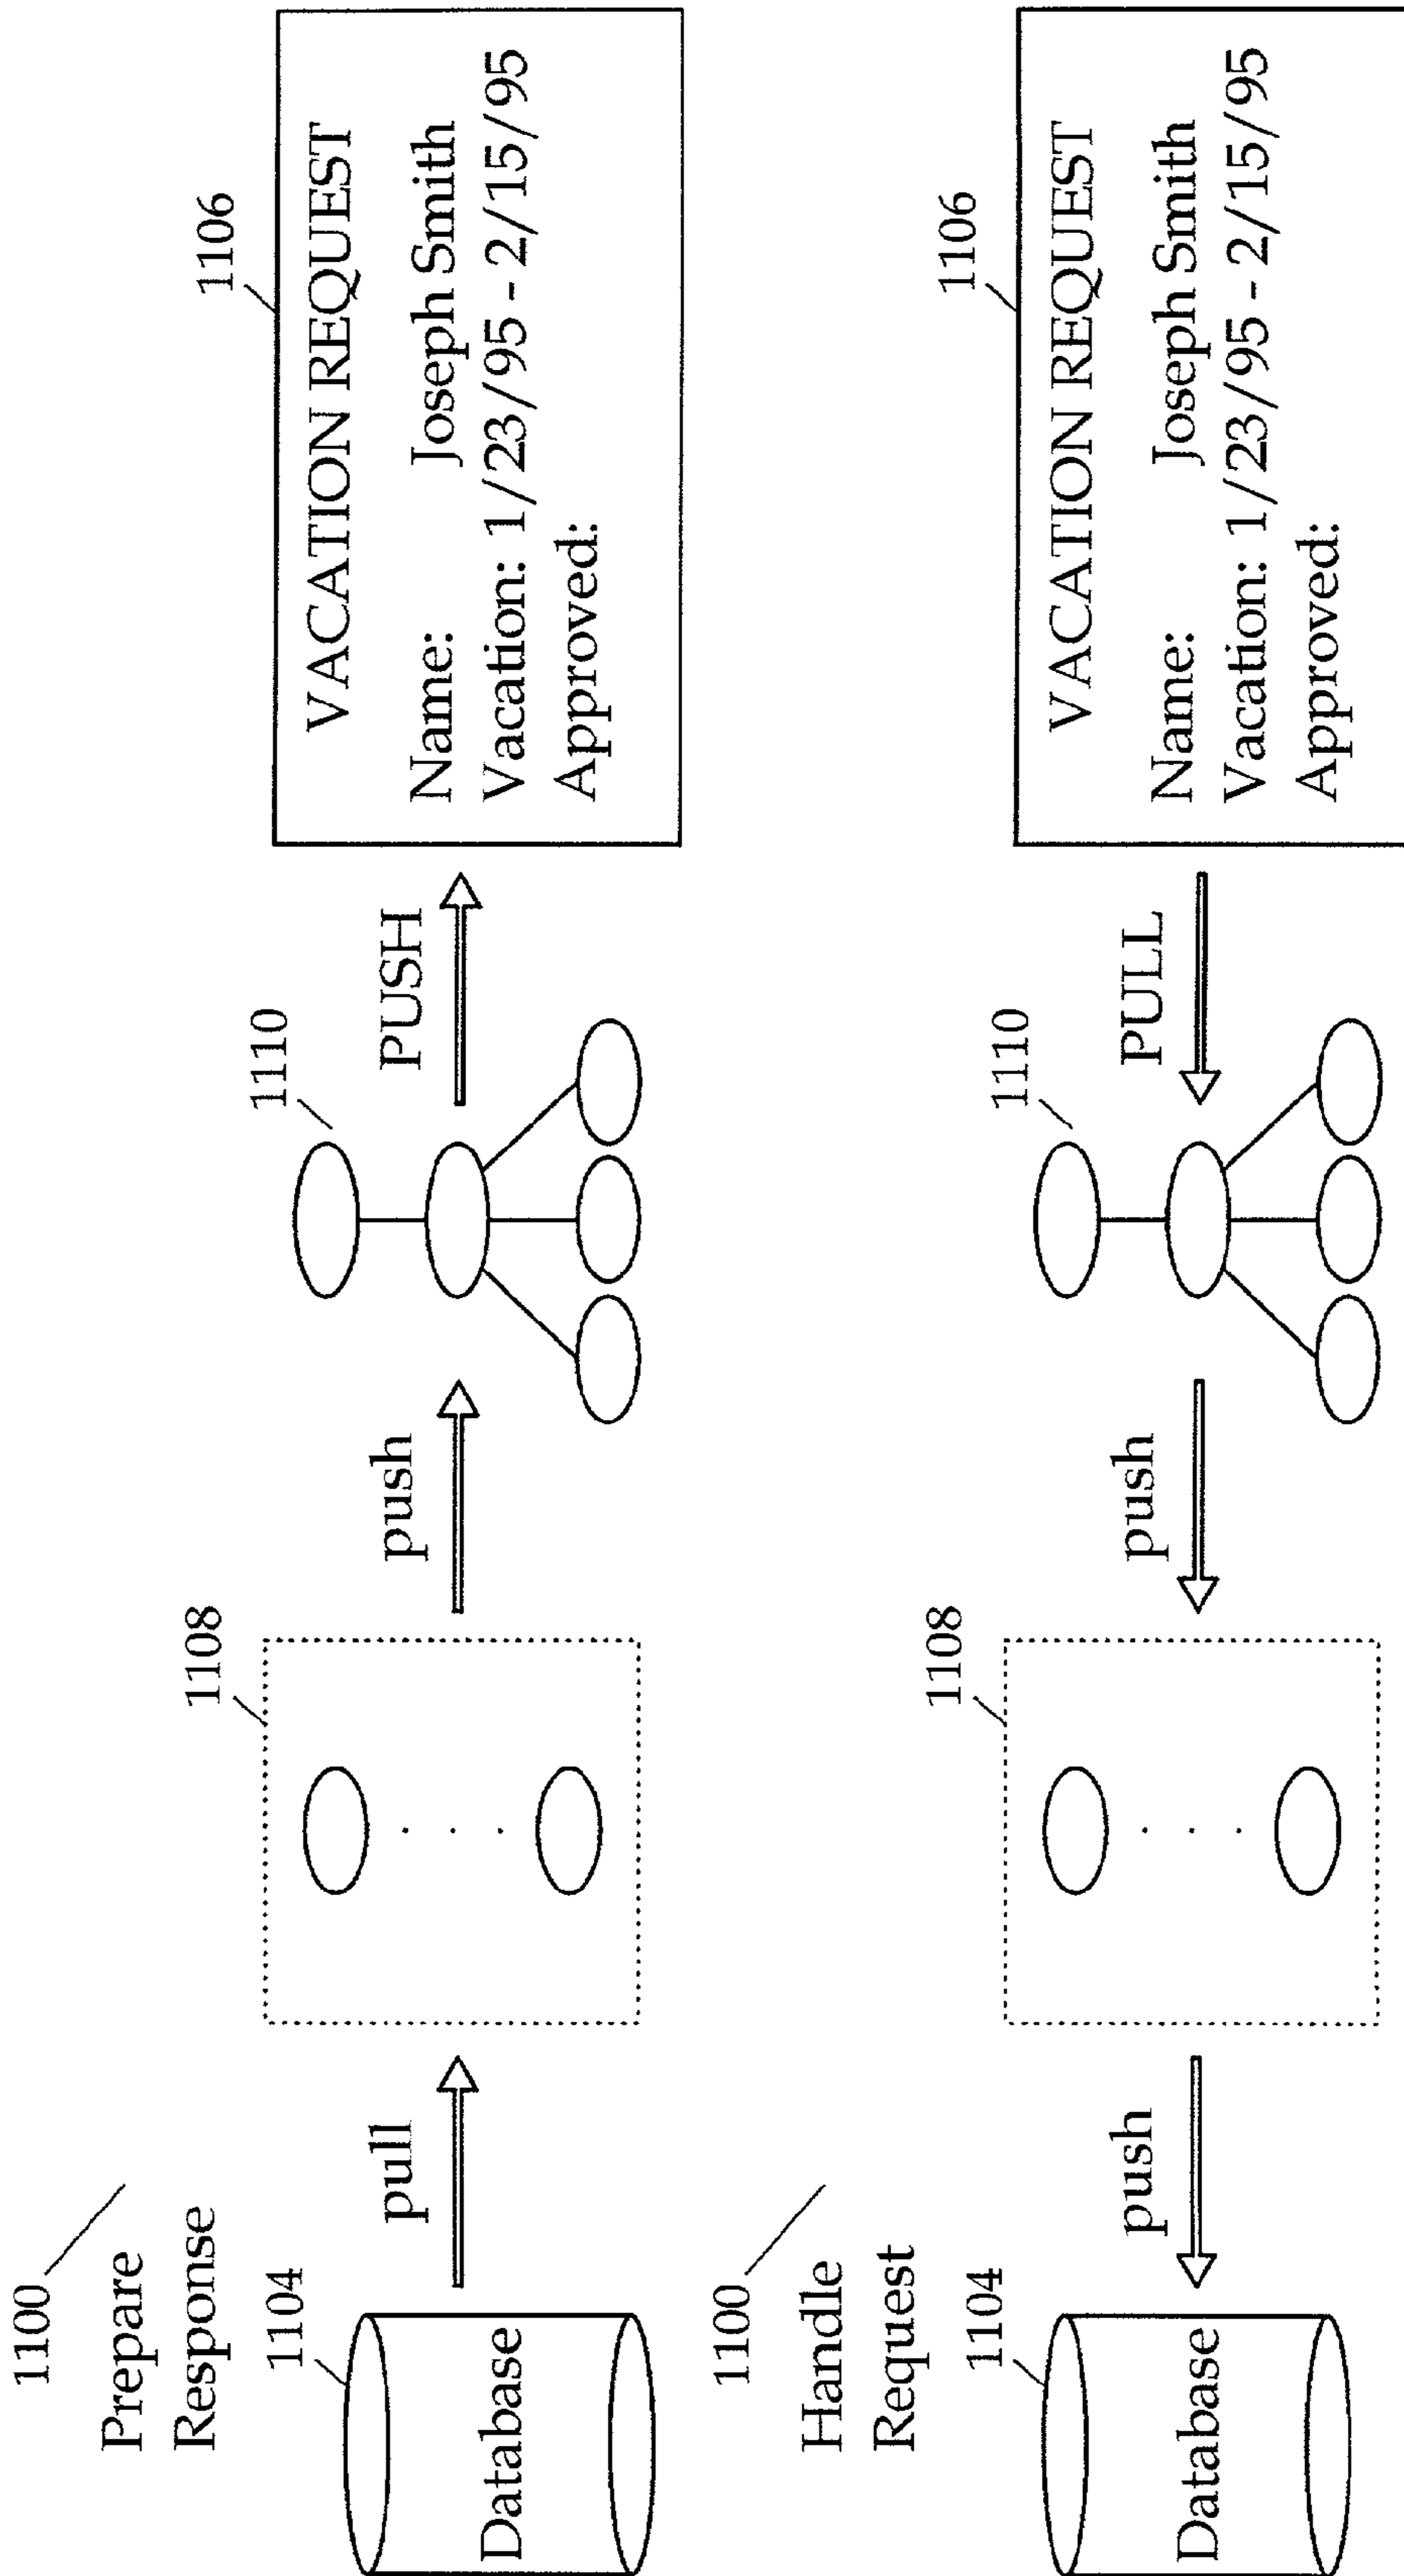 1100
Prepare
Response
1104
Database
pull
1108
push
1110
PUSH
1106
VACATION REQUEST
Name: Joseph Smith
Vacation: 1/23/95 - 2/15/95
Approved:
1100
Handle
Request
1104
Database
push
1108
push
1110
PULL
1106
VACATION REQUEST
Name: Joseph Smith
Vacation: 1/23/95 - 2/15/95
Approved: